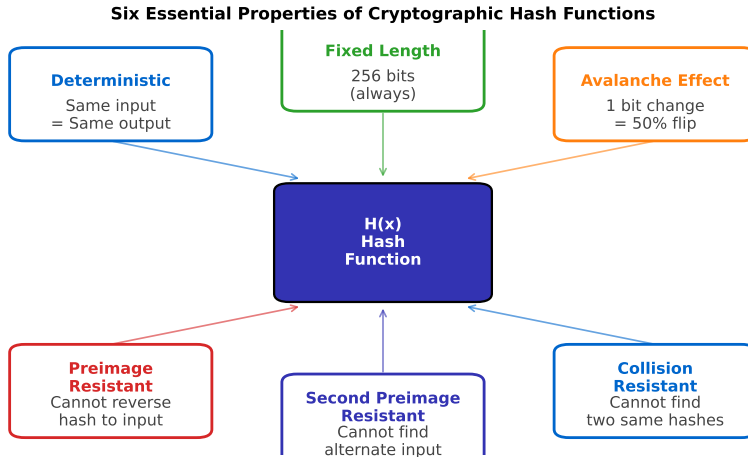 Six Essential Properties of Cryptographic Hash Functions
Deterministic
Same input
= Same output
Fixed Length
256 bits
(always)
Avalanche Effect
1 bit change
= 50% flip
H(x)
Hash
Function
Preimage
Resistant
Cannot reverse
hash to input
Second Preimage
Resistant
Cannot find
alternate input
Collision
Resistant
Cannot find
two same hashes